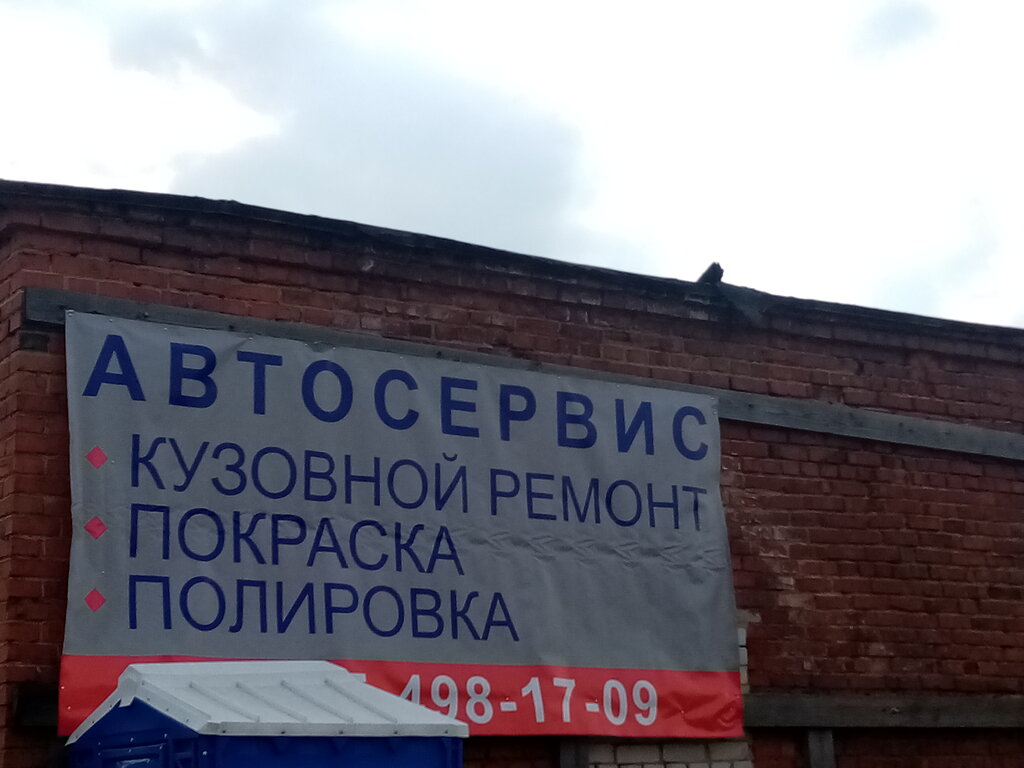 АВТОСЕРВИС
КУЗОВНОЙ РЕМОНТ
ПОКРАСКА
ПОЛИРОВКА
498-17-09